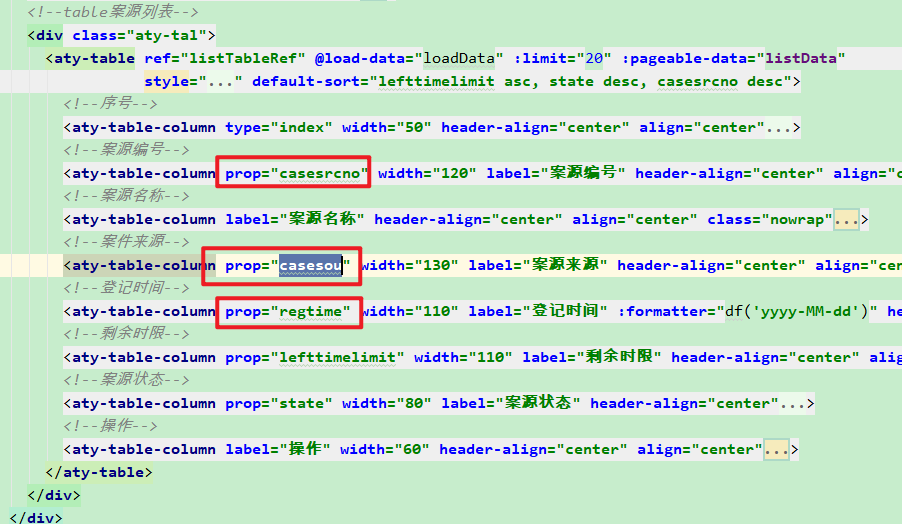 <!--table案源列表-->
<div class="aty-tal">
<aty-table ref="listTableRef" @load-data="loadData" :limit="20" :pageable-data="listData"
style="..." default-sort="lefttimelimit asc, state desc, casesrcno desc">
<!--序号-->
<aty-table-column type="index" width="50" header-align="center" align="center"...>
<!--案源编号-->
<aty-table-column prop="casesrcno" width="120" label="案源编号" header-align="center" align="c
<!--案源名称-->
<aty-table-column label="案源名称" header-align="center" align="center" class="nowrap"...>
<!--案件来源-->
<aty-table-column prop="casesou" width="130" label="案源来源" header-align="center" align="cen
<!--登记时间-->
<aty-table-column prop="regtime" width="110" label="登记时间" :formatter="df('yyyy-MM-dd')" he
<!--剩余时限-->
<aty-table-column prop="lefttimelimit" width="110" label="剩余时限" header-align="center" alig
<!--案源状态-->
<aty-table-column prop="state" width="80" label="案源状态" header-align="center"...>
<!--操作-->
<aty-table-column label="操作" width="60" header-align="center" align="center"...>
</aty-table>
</div>
</div>